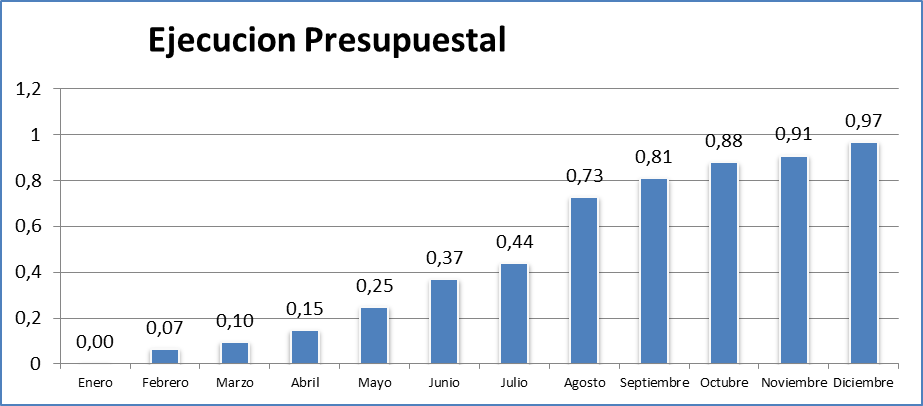 Ejecucion Presupuestal
1,2
1
0,8
0,6
0,4
0,2
0
0,00
0,07
0,10
0,15
0,25
0,37
0,44
0,73
0,81
0,88
0,91
0,97
Enero
Febrero
Marzo
Abril
Mayo
Junio
Julio
Agosto
Septiembre
Octubre
Noviembre
Diciembre